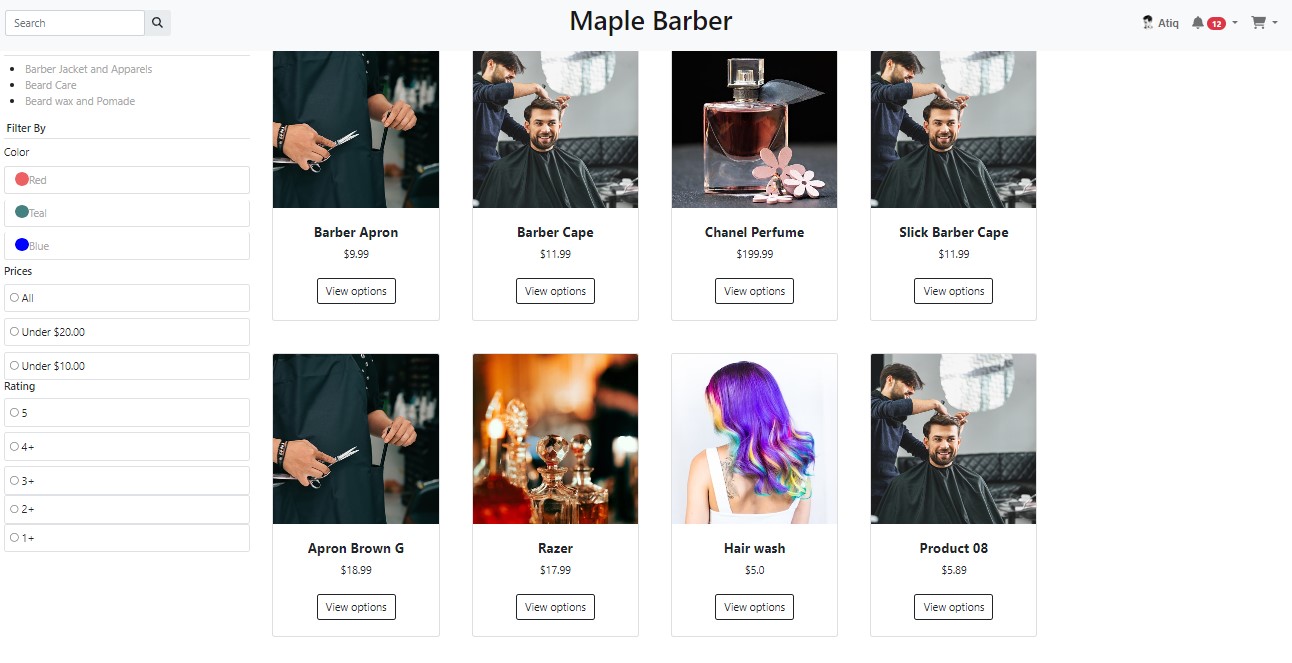 Search
Maple Barber
Atiq
12
Barber Jacket and Apparels
Beard Care
Beard wax and Pomade
Filter By
Color
Red
Teal
Blue
Prices
All
Under $20.00
Under $10.00
Rating
5
4+
3+
2+
1+
Barber Apron
$9.99
View options
Barber Cape
$11.99
View options
Chanel Perfume
$199.99
View options
Slick Barber Cape
$11.99
View options
Apron Brown G
$18.99
View options
Razer
$17.99
View options
Hair wash
$5.0
View options
Product 08
$5.89
View options